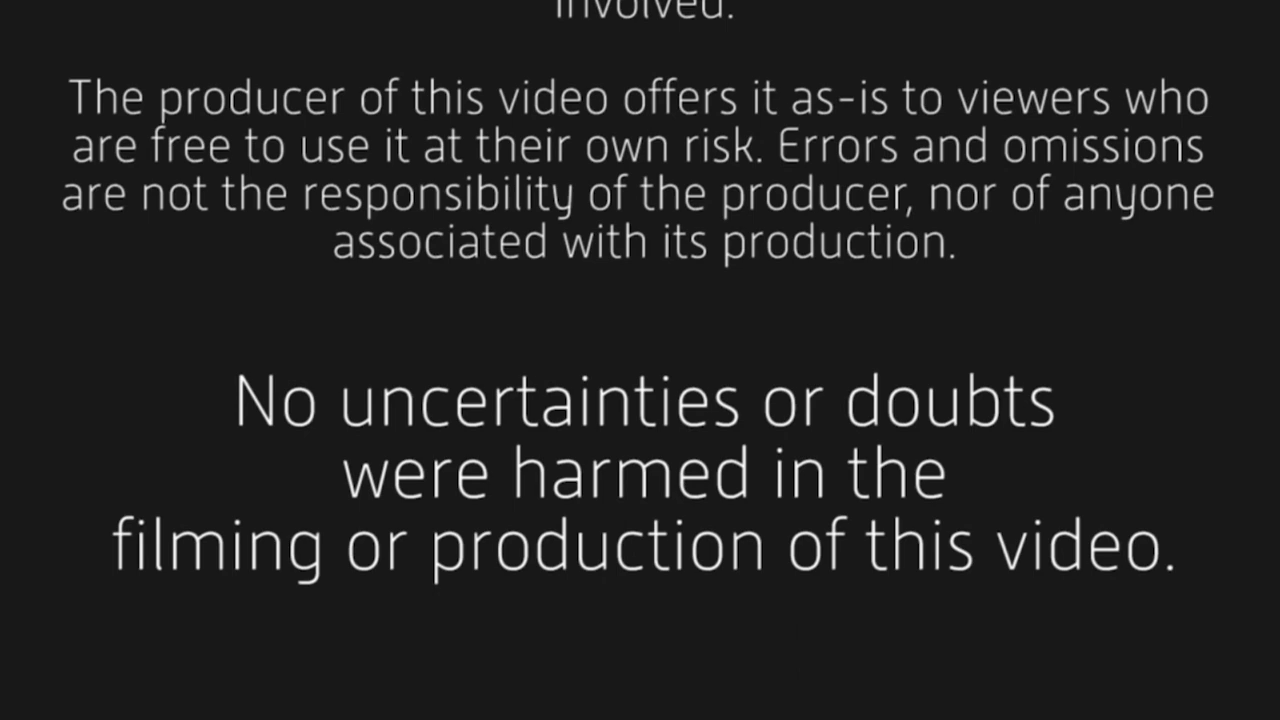 involved.
The producer of this video offers it as-is to viewers who
are free to use it at their own risk. Errors and omissions
are not the responsibility of the producer, nor of anyone
associated with its production.
No uncertainties or doubts
were harmed in the
filming or production of this video.